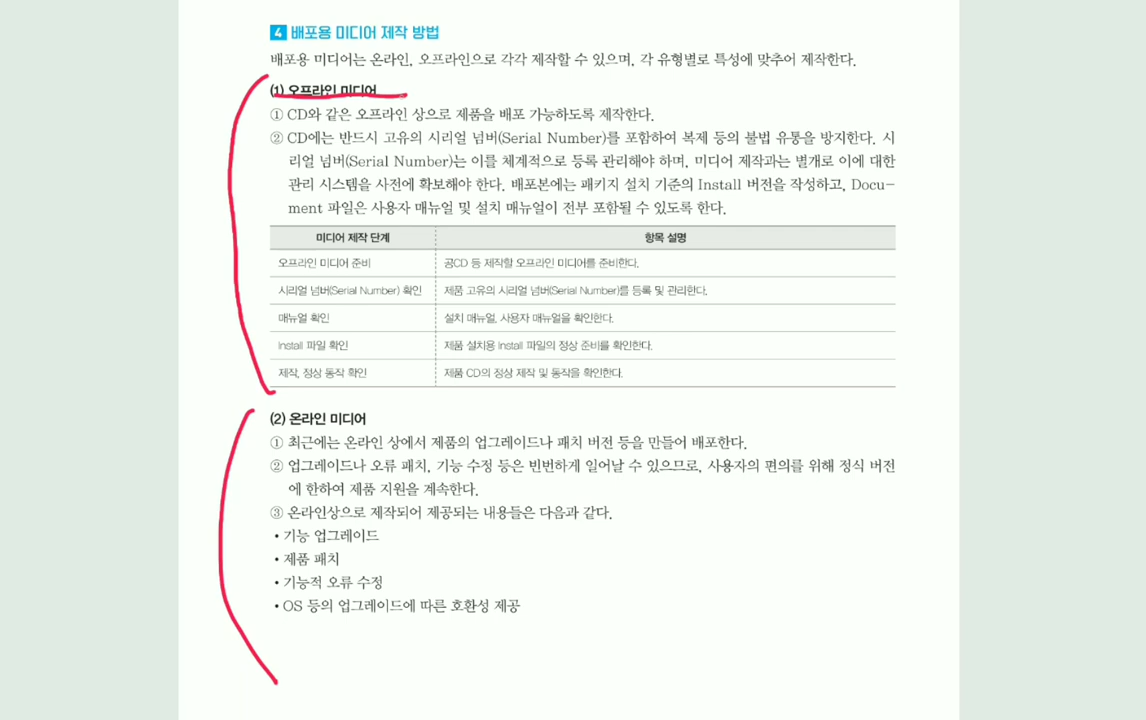 4 배포용 미디어 제작 방법
배포용 미디어는 온라인, 오프라인으로 각각 제작할 수 있으며, 각 유형별로 특성에 맞추어 제작한다.
(1) 오프라인 미디어
① CD와 같은 오프라인 상으로 제품을 배포 가능하도록 제작한다.
② CD에는 반드시 고유의 시리얼 넘버(Serial Number)를 포함하여 복제 등의 불법 유통을 방지한다. 시
리얼 넘버(Serial Number)는 이를 체계적으로 등록 관리해야 하며, 미디어 제작과는 별개로 이에 대한
관리 시스템을 사전에 확보해야 한다. 배포본에는 패키지 설치 기준의 Install 버전을 작성하고, Docu-
ment 파일은 사용자 매뉴얼 및 설치 매뉴얼이 전부 포함될 수 있도록 한다.
미디어 제작 단계 항목 설명
오프라인 미디어 준비 공CD 등 제작할 오프라인 미디어를 준비한다.
시리얼 넘버(Serial Number) 확인 제품 고유의 시리얼 넘버(Serial Number)를 등록 및 관리한다.
매뉴얼 확인 설치 매뉴얼, 사용자 매뉴얼을 확인한다.
Install 파일 확인 제품 설치용 Install 파일의 정상 준비를 확인한다.
제작, 정상 동작 확인 제품 CD의 정상 제작 및 동작을 확인한다.
(2) 온라인 미디어
① 최근에는 온라인 상에서 제품의 업그레이드나 패치 버전 등을 만들어 배포한다.
② 업그레이드나 오류 패치, 기능 수정 등은 빈번하게 일어날 수 있으므로, 사용자의 편의를 위해 정식 버전
에 한하여 제품 지원을 계속한다.
③ 온라인상으로 제작되어 제공되는 내용들은 다음과 같다.
• 기능 업그레이드
• 제품 패치
• 기능적 오류 수정
• OS 등의 업그레이드에 따른 호환성 제공